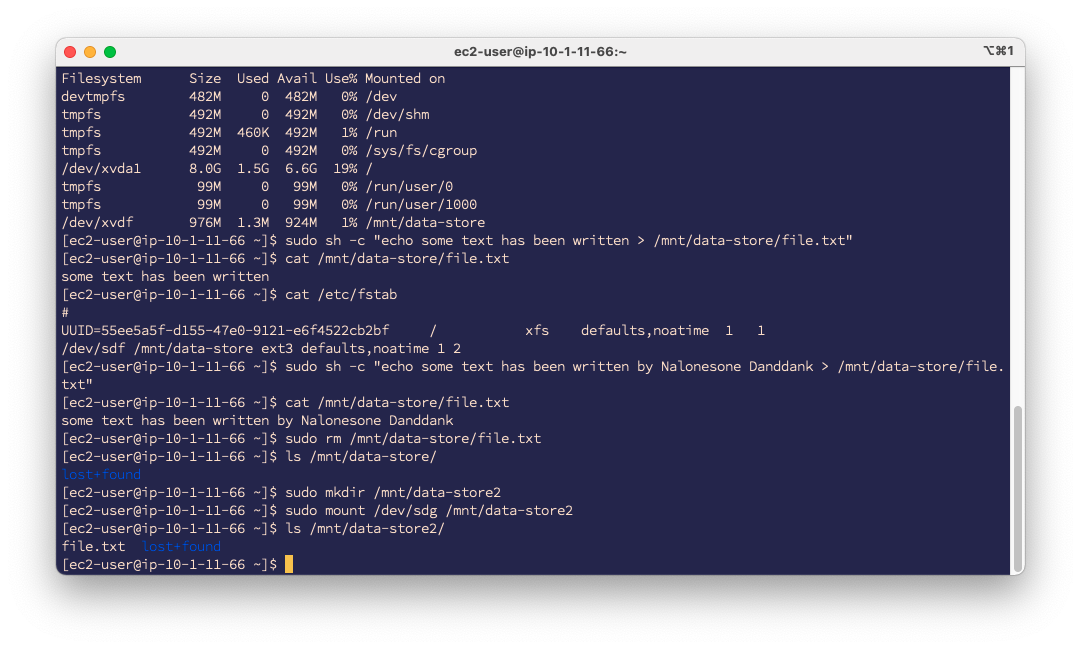 ec2-user@ip-10-1-11-66:~
⌥⌘1
Filesystem      Size  Used Avail Use% Mounted on
devtmpfs        482M     0  482M   0% /dev
tmpfs           492M     0  492M   0% /dev/shm
tmpfs           492M  460K  492M   1% /run
tmpfs           492M     0  492M   0% /sys/fs/cgroup
/dev/xvda1      8.0G  1.5G  6.6G  19% /
tmpfs            99M     0   99M   0% /run/user/0
tmpfs            99M     0   99M   0% /run/user/1000
/dev/xvdf       976M  1.3M  924M   1% /mnt/data-store
[ec2-user@ip-10-1-11-66 ~]$ sudo sh -c "echo some text has been written > /mnt/data-store/file.txt"
[ec2-user@ip-10-1-11-66 ~]$ cat /mnt/data-store/file.txt
some text has been written
[ec2-user@ip-10-1-11-66 ~]$ cat /etc/fstab
#
UUID=55ee5a5f-d155-47e0-9121-e6f4522cb2bf     /           xfs    defaults,noatime  1   1
/dev/sdf /mnt/data-store ext3 defaults,noatime 1 2
[ec2-user@ip-10-1-11-66 ~]$ sudo sh -c "echo some text has been written by Nalonesone Danddank > /mnt/data-store/file.
txt"
[ec2-user@ip-10-1-11-66 ~]$ cat /mnt/data-store/file.txt
some text has been written by Nalonesone Danddank
[ec2-user@ip-10-1-11-66 ~]$ sudo rm /mnt/data-store/file.txt
[ec2-user@ip-10-1-11-66 ~]$ ls /mnt/data-store/
lost+found
[ec2-user@ip-10-1-11-66 ~]$ sudo mkdir /mnt/data-store2
[ec2-user@ip-10-1-11-66 ~]$ sudo mount /dev/sdg /mnt/data-store2
[ec2-user@ip-10-1-11-66 ~]$ ls /mnt/data-store2/
file.txt  lost+found
[ec2-user@ip-10-1-11-66 ~]$